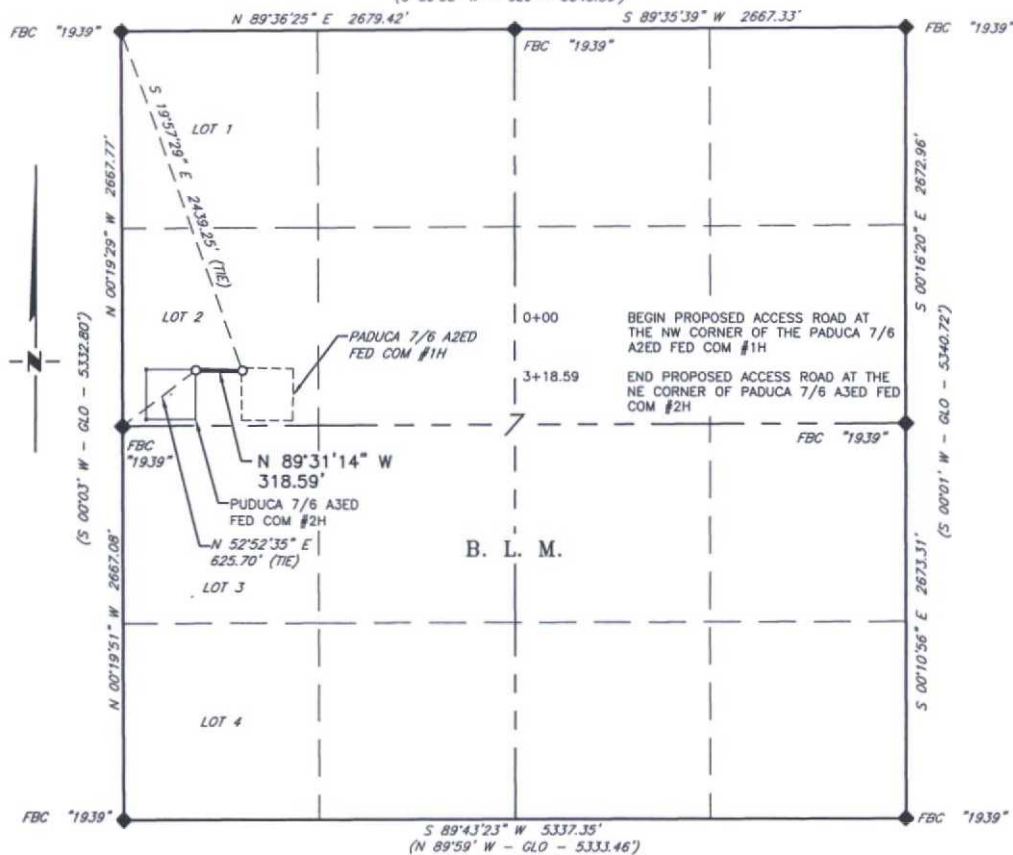 N 89°36'25" E 2679.42'
S 89°35'39" W 2667.33'
FBC "1939"
FBC "1939"
FBC "1939"
LOT 1
S 19°57'29" E 2439.25' (TIE)
N 00°19'29" W 2667.77'
S 00°16'20" E 2672.96'
LOT 2
PADUCA 7/6 A2ED
FED COM #1H
0+00 BEGIN PROPOSED ACCESS ROAD AT
THE NW CORNER OF THE PADUCA 7/6
A2ED FED COM #1H
3+18.59 END PROPOSED ACCESS ROAD AT THE
NE CORNER OF PADUCA 7/6 A3ED FED
COM #2H
N
(S 00°03' W - GLO - 5332.80')
(S 00°01' W - GLO - 5340.72')
7
FBC
"1939"
FBC "1939"
N 89°31'14" W
318.59'
PUDUCA 7/6 A3ED
FED COM #2H
N 52°52'35" E
625.70' (TIE)
B. L. M.
LOT 3
N 00°19'51" W 2667.08'
S 00°10'56" E 2673.31'
LOT 4
FBC "1939"
FBC "1939"
S 89°43'23" W 5337.35'
(N 89°59' W - GLO - 5333.46')